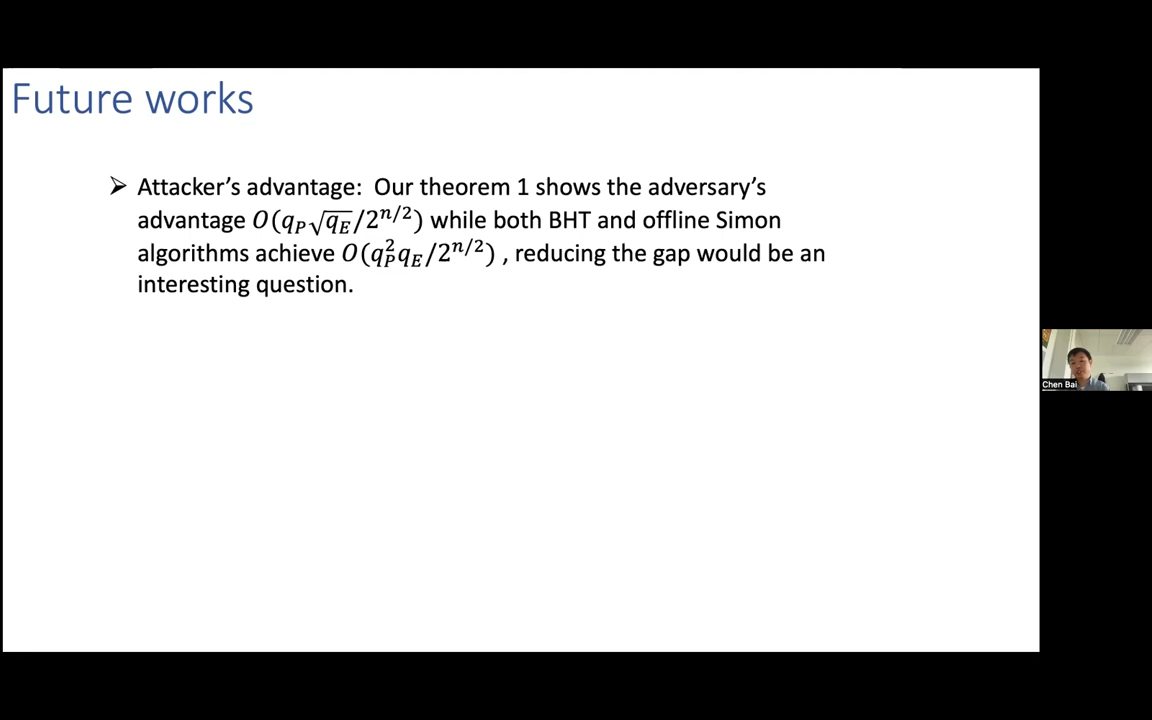 Future works
➢ Attacker's advantage: Our theorem 1 shows the adversary's
advantage O(q_P√q_E/2^{n/2}) while both BHT and offline Simon
algorithms achieve O(q_P^2 q_E/2^{n/2}) , reducing the gap would be an
interesting question.
Chen Bai